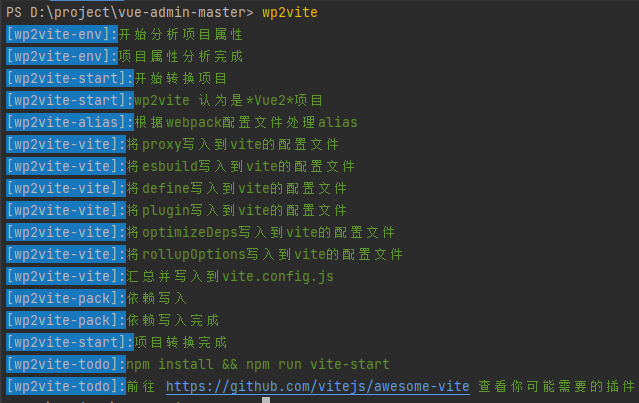 PS D:\project\vue-admin-master> wp2vite
[wp2vite-env]:开始分析项目属性
[wp2vite-env]:项目属性分析完成
[wp2vite-start]:开始转换项目
[wp2vite-start]:wp2vite 认为是*Vue2*项目
[wp2vite-alias]:根据webpack配置文件处理alias
[wp2vite-vite]:将proxy写入到vite的配置文件
[wp2vite-vite]:将esbuild写入到vite的配置文件
[wp2vite-vite]:将define写入到vite的配置文件
[wp2vite-vite]:将plugin写入到vite的配置文件
[wp2vite-vite]:将optimizeDeps写入到vite的配置文件
[wp2vite-vite]:将rollupOptions写入到vite的配置文件
[wp2vite-vite]:汇总并写入到vite.config.js
[wp2vite-pack]:依赖写入
[wp2vite-pack]:依赖写入完成
[wp2vite-start]:项目转换完成
[wp2vite-todo]:npm install && npm run vite-start
[wp2vite-todo]:前往 https://github.com/vitejs/awesome-vite 查看你可能需要的插件